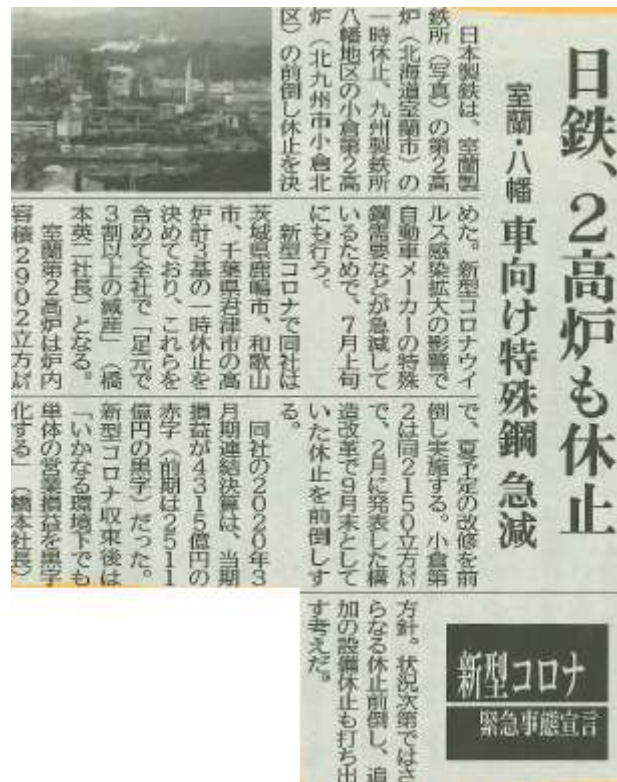 日鉄、2高炉も休止
室蘭・八幡 車向け特殊鋼 急減
日本製鉄は、室蘭製
鉄所（写真）の第2高
炉（北海道室蘭市）の
一時休止、九州製鉄所
八幡地区の小倉第2高
炉（北九州市小倉北
区）の前倒し休止を決
めた。新型コロナウイ
ルス感染拡大の影響で
自動車メーカーの特殊
鋼需要などが急減して
いるためで、7月上旬
にも行う。
新型コロナで同社は
茨城県鹿嶋市、和歌山
市、千葉県君津市の高
炉計3基の一時休止を
決めており、これらを
含めて全社で「足元で
3割以上の減産」（橋
本英二社長）となる。
室蘭第2高炉は炉内
容積2902立方㍍
で、夏予定の改修を前
倒し実施する。小倉第
2は同2150立方㍍
で、2月に発表した構
造改革で9月末として
いた休止を前倒しす
る。
同社の2020年3
月期連結決算は、当期
損益が4315億円の
赤字（前期は2511
億円の黒字）だった。
新型コロナ収束後は
「いかなる環境下でも
単体の営業損益を黒字
化する」（橋本社長）
方針。状況次第ではさ
らなる休止前倒し、追
加の設備休止も打ち出
す考えだ。
新型コロナ
緊急事態宣言